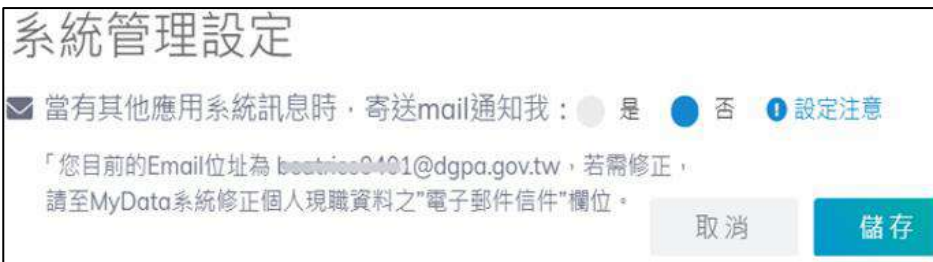 系統管理設定
當有其他應用系統訊息時，寄送mail通知我： 是 否 設定注意
「您目前的Email位址為 @dgpa.gov.tw，若需修正，
請至MyData系統修正個人現職資料之"電子郵件信件"欄位。
取消 儲存